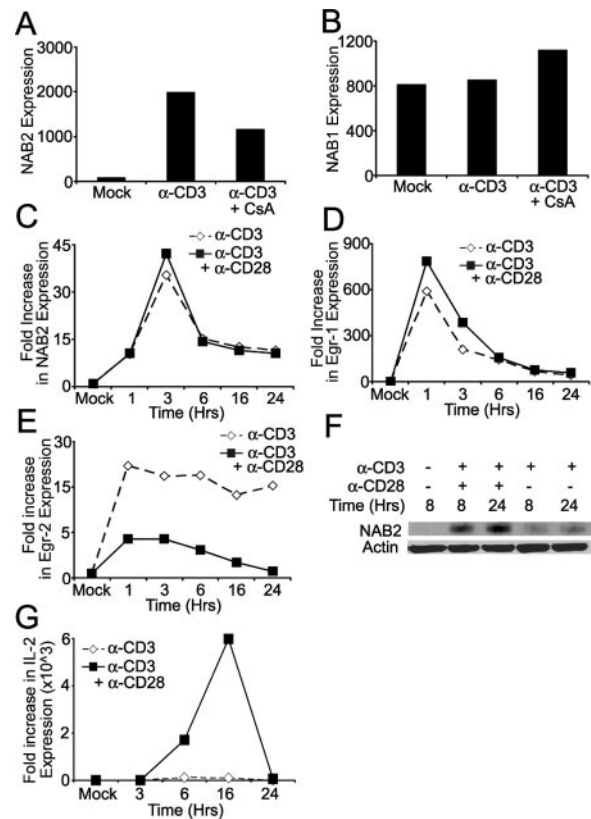 A
NAB2 Expression
3000
2000
1000
0
Mock
α-CD3
α-CD3
+ CsA
B
NAB1 Expression
1200
800
400
0
Mock
α-CD3
α-CD3
+ CsA
C
Fold Increase
in NAB2 Expression
45
30
15
0
α-CD3
α-CD3
+ α-CD28
Mock 1 3 6 16 24
Time (Hrs)
D
Fold Increase
in Egr-1 Expression
900
600
300
0
α-CD3
α-CD3
+ α-CD28
Mock 1 3 6 16 24
Time (Hrs)
E
Fold increase
in Egr-2 Expression
30
15
5
0
α-CD3
α-CD3
+ α-CD28
Mock 1 3 6 16 24
Time (Hrs)
F
α-CD3 - + + + +
α-CD28 - + + - -
Time (Hrs) 8 8 24 8 24
NAB2
Actin
G
Fold increase in IL-2
Expression (x10^3)
6
4
2
0
α-CD3
α-CD3
+ α-CD28
Mock 3 6 16 24
Time (Hrs)